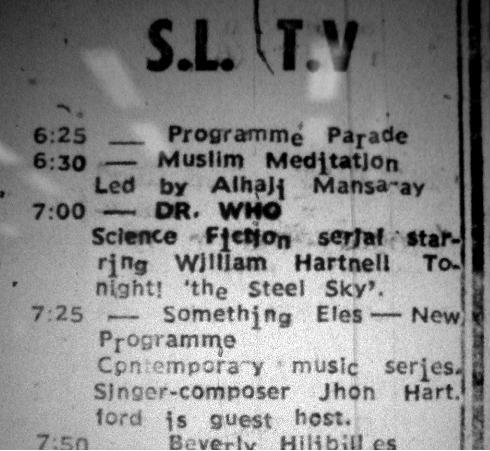 S.L. T.V
6:25 — Programme Parade
6:30 — Muslim Meditation
Led by Alhaji Mansaray
7:00 — DR. WHO
Science Fiction serial star-
ring William Hartnell To-
night! 'the Steel Sky'.
7:25 — Something Eles — New
Programme
Contemporary music series.
Singer-composer Jhon Hart.
ford is guest host.
7:50 Beverly Hilibilles